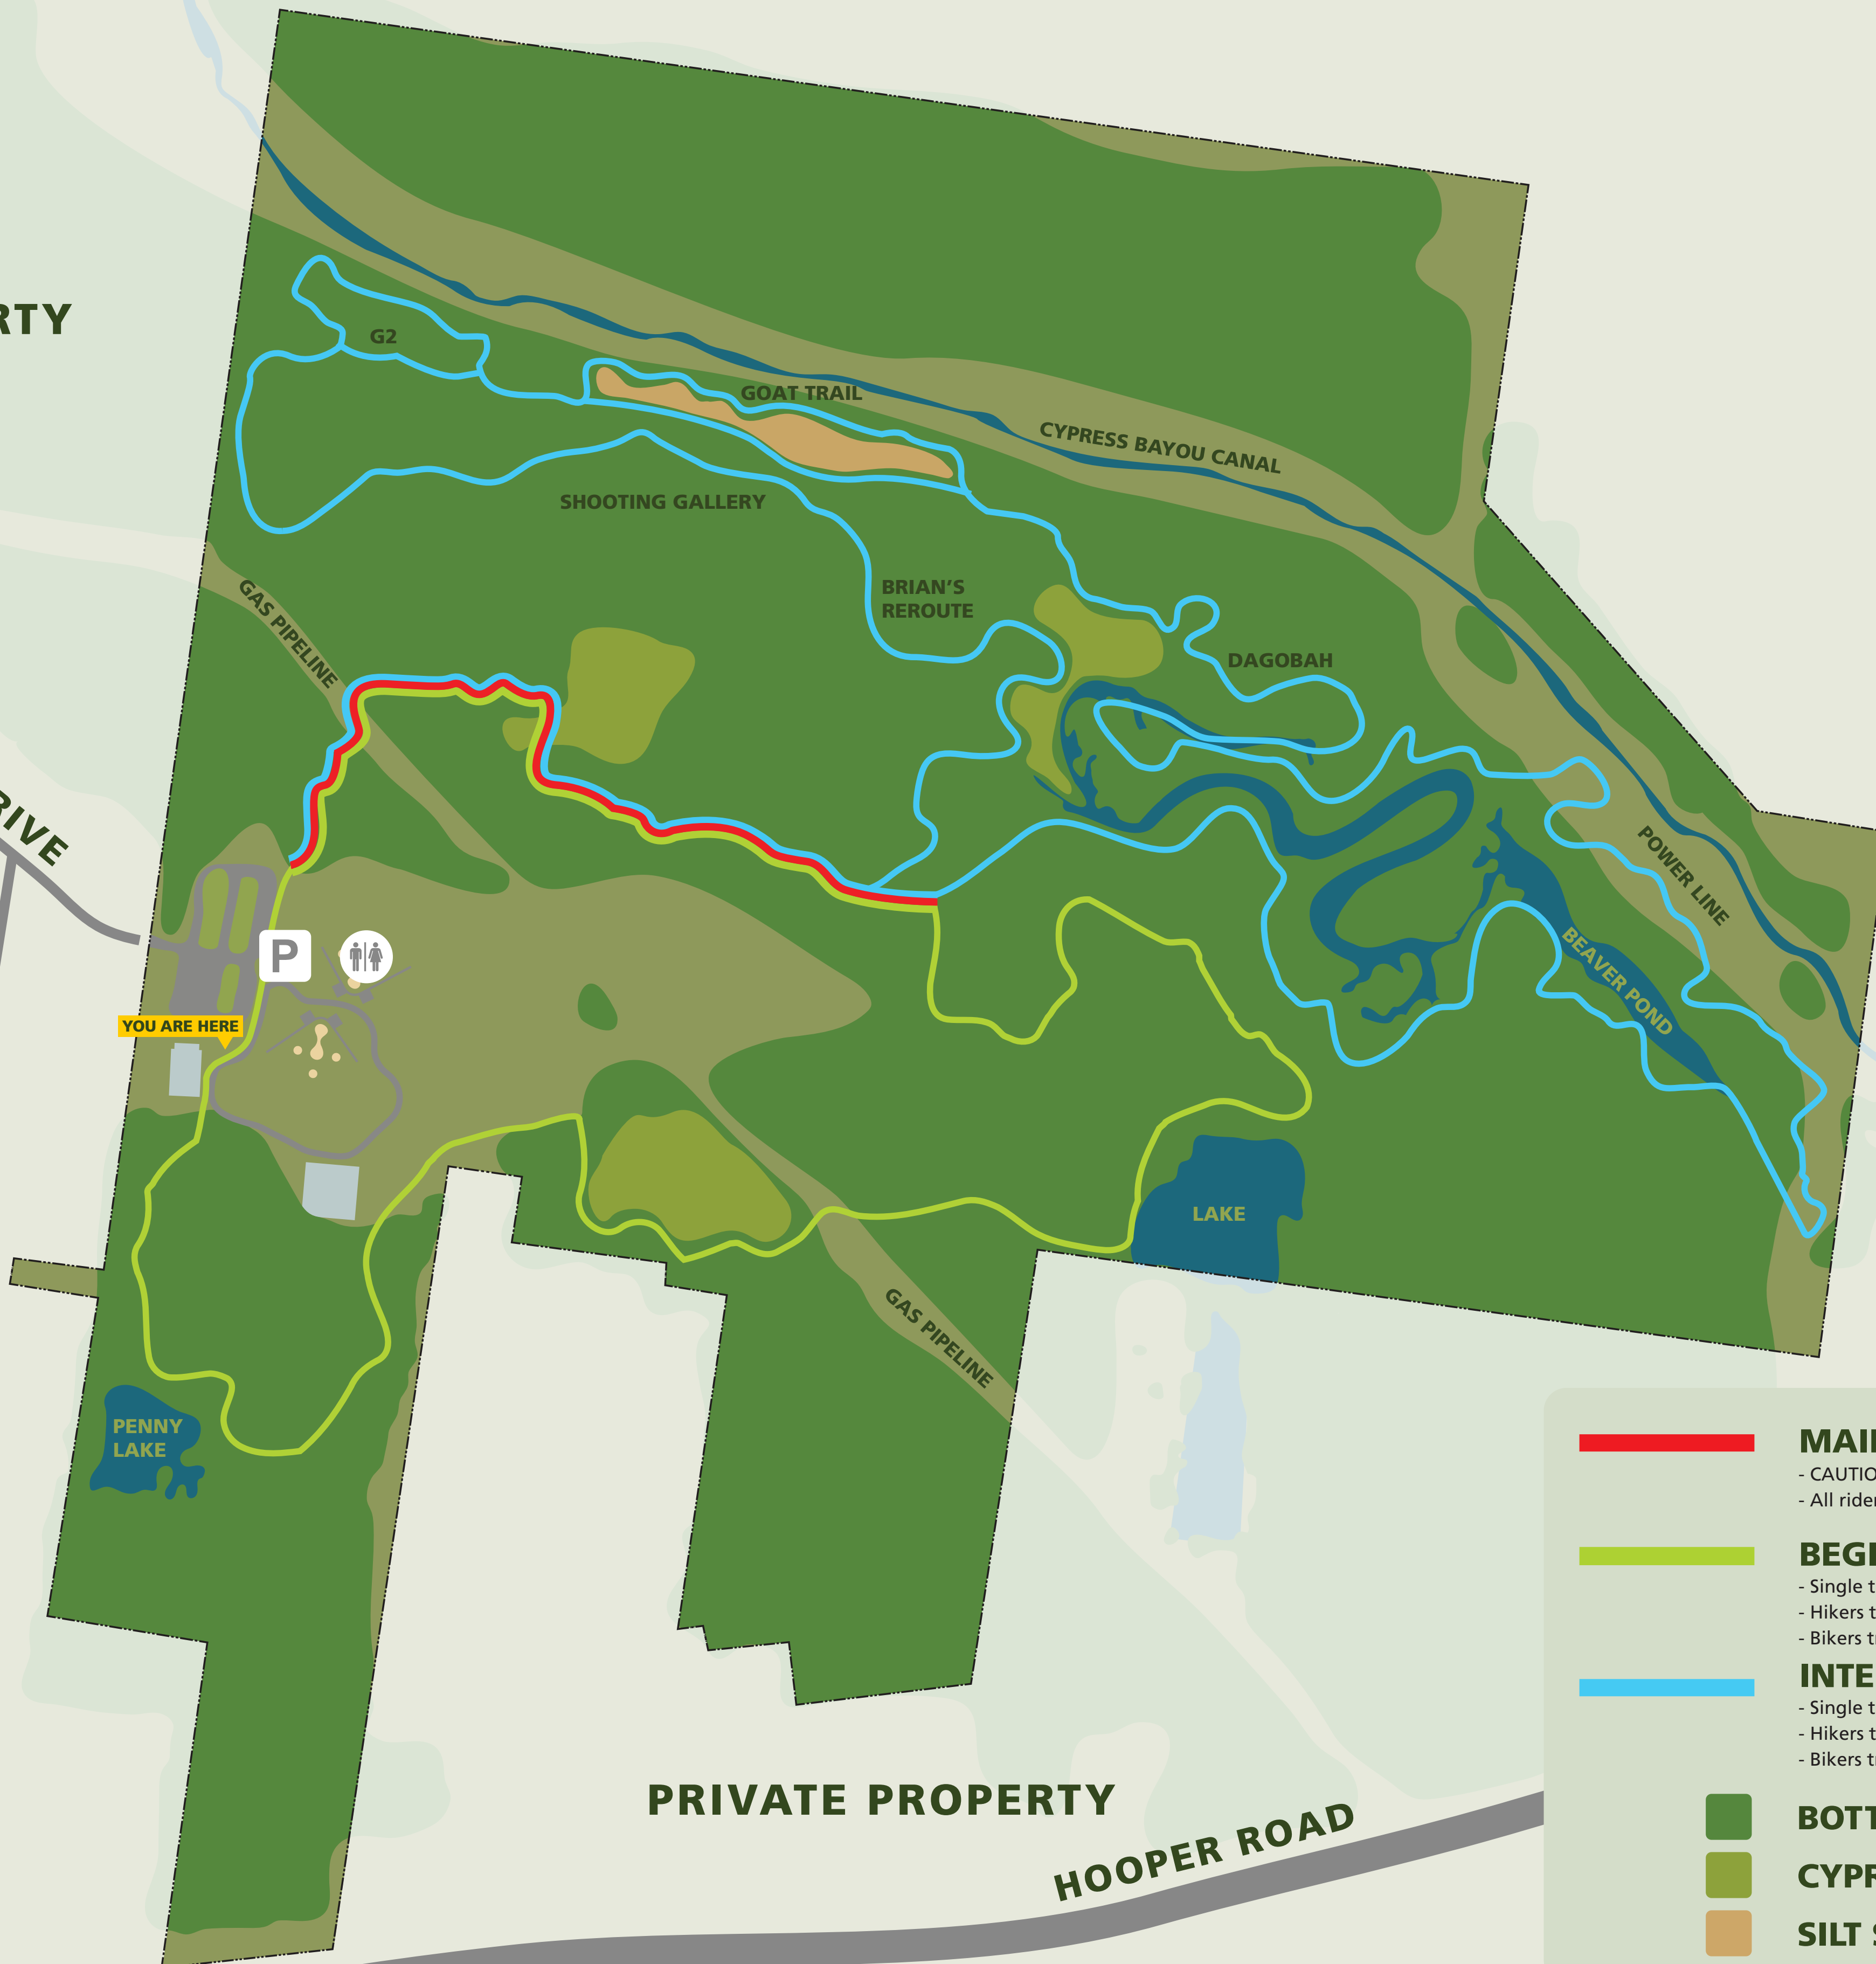 RTY
G2
GOAT TRAIL
CYPRESS BAYOU CANAL
SHOOTING GALLERY
BRIAN’S
REROUTE
GAS PIPELINE
DAGOBAH
RIVE
POWER LINE
P
BEAVER POND
YOU ARE HERE
LAKE
GAS PIPELINE
PENNY
LAKE
MAI
- CAUTIO
- All rider
BEGI
- Single t
- Hikers t
- Bikers tr
INTE
- Single t
- Hikers t
- Bikers tr
PRIVATE PROPERTY
HOOPER ROAD
BOTT
CYPR
SILT S